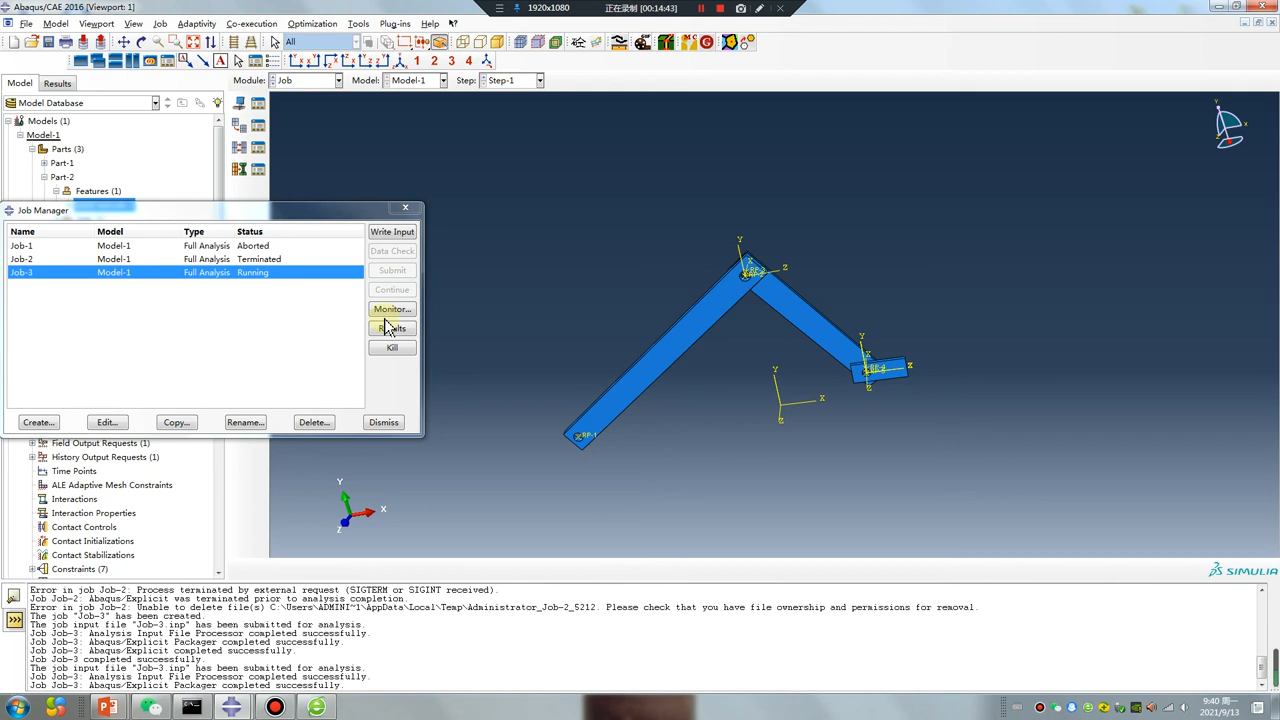 Abaqus/CAE 2016 [Viewport: 1]
1920x1080
正在录制 00:14:43
File Model Viewport View Job Adaptivity Co-execution Optimization Tools Plug-ins Help
All
1 2 3 4
Model Results
Module: Job Model: Model-1 Step: Step-1
Model Database
Models (1)
Model-1
Parts (3)
Part-1
Part-2
Features (1)
Job Manager
Name Model Type Status
Job-1 Model-1 Full Analysis Aborted
Job-2 Model-1 Full Analysis Terminated
Job-3 Model-1 Full Analysis Running
Write Input
Data Check
Submit
Continue
Monitor...
Results
Kill
Create... Edit... Copy... Rename... Delete... Dismiss
Field Output Requests (1)
History Output Requests (1)
Time Points
ALE Adaptive Mesh Constraints
Interactions
Interaction Properties
Contact Controls
Contact Initializations
Contact Stabilizations
Constraints (7)
Y
X
Z
RP-1
Y
X
Z
Y
X
Z
Y
X
Z
Y
X
Z
SIMULIA
Error in job Job-2: Process terminated by external request (SIGTERM or SIGINT received).
Job Job-2: Abaqus/Explicit was terminated prior to analysis completion.
Error in job Job-2: Unable to delete file(s) C:\Users\ADMINI~1\AppData\Local\Temp\Administrator_Job-2_5212. Please check that you have file ownership and permissions for removal.
The job "Job-3" has been created.
The job input file "Job-3.inp" has been submitted for analysis.
Job Job-3: Analysis Input File Processor completed successfully.
Job Job-3: Abaqus/Explicit Packager completed successfully.
Job Job-3: Abaqus/Explicit completed successfully.
Job Job-3 completed successfully.
The job input file "Job-3.inp" has been submitted for analysis.
Job Job-3: Analysis Input File Processor completed successfully.
Job Job-3: Abaqus/Explicit Packager completed successfully.
9:40 周一
2021/9/13